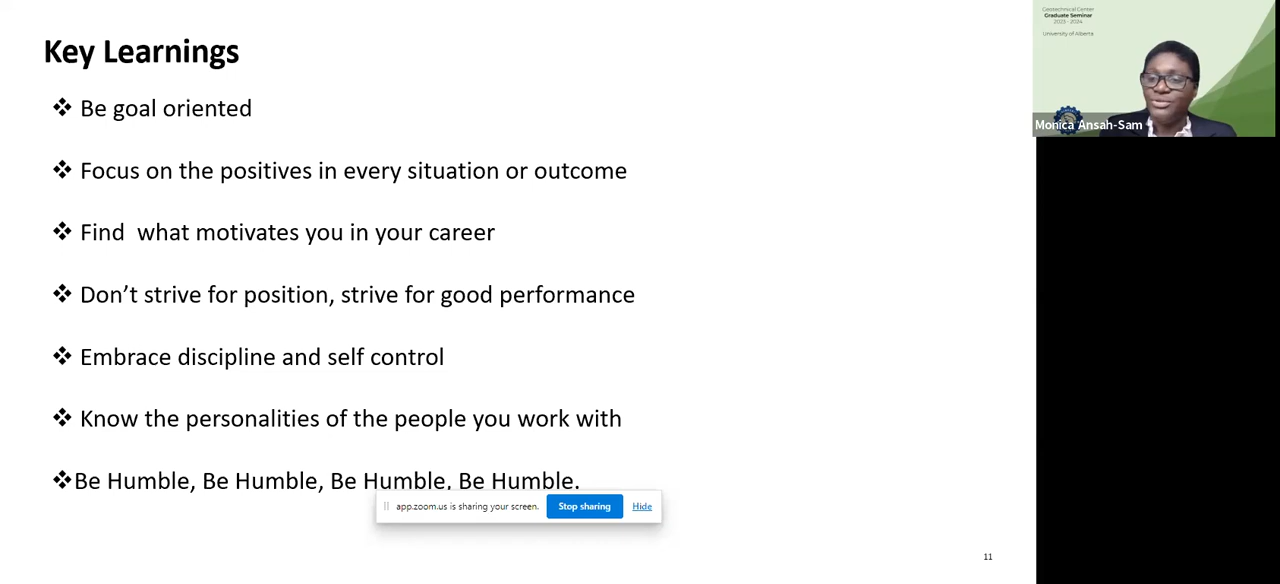 Key Learnings
❖ Be goal oriented
❖ Focus on the positives in every situation or outcome
❖ Find  what motivates you in your career
❖ Don’t strive for position, strive for good performance
❖ Embrace discipline and self control
❖ Know the personalities of the people you work with
❖Be Humble, Be Humble, Be Humble, Be Humble.
app.zoom.us is sharing your screen. Stop sharing Hide
11
Geotechnical Center
Graduate Seminar
2023 - 2024
University of Alberta
Monica Ansah-Sam